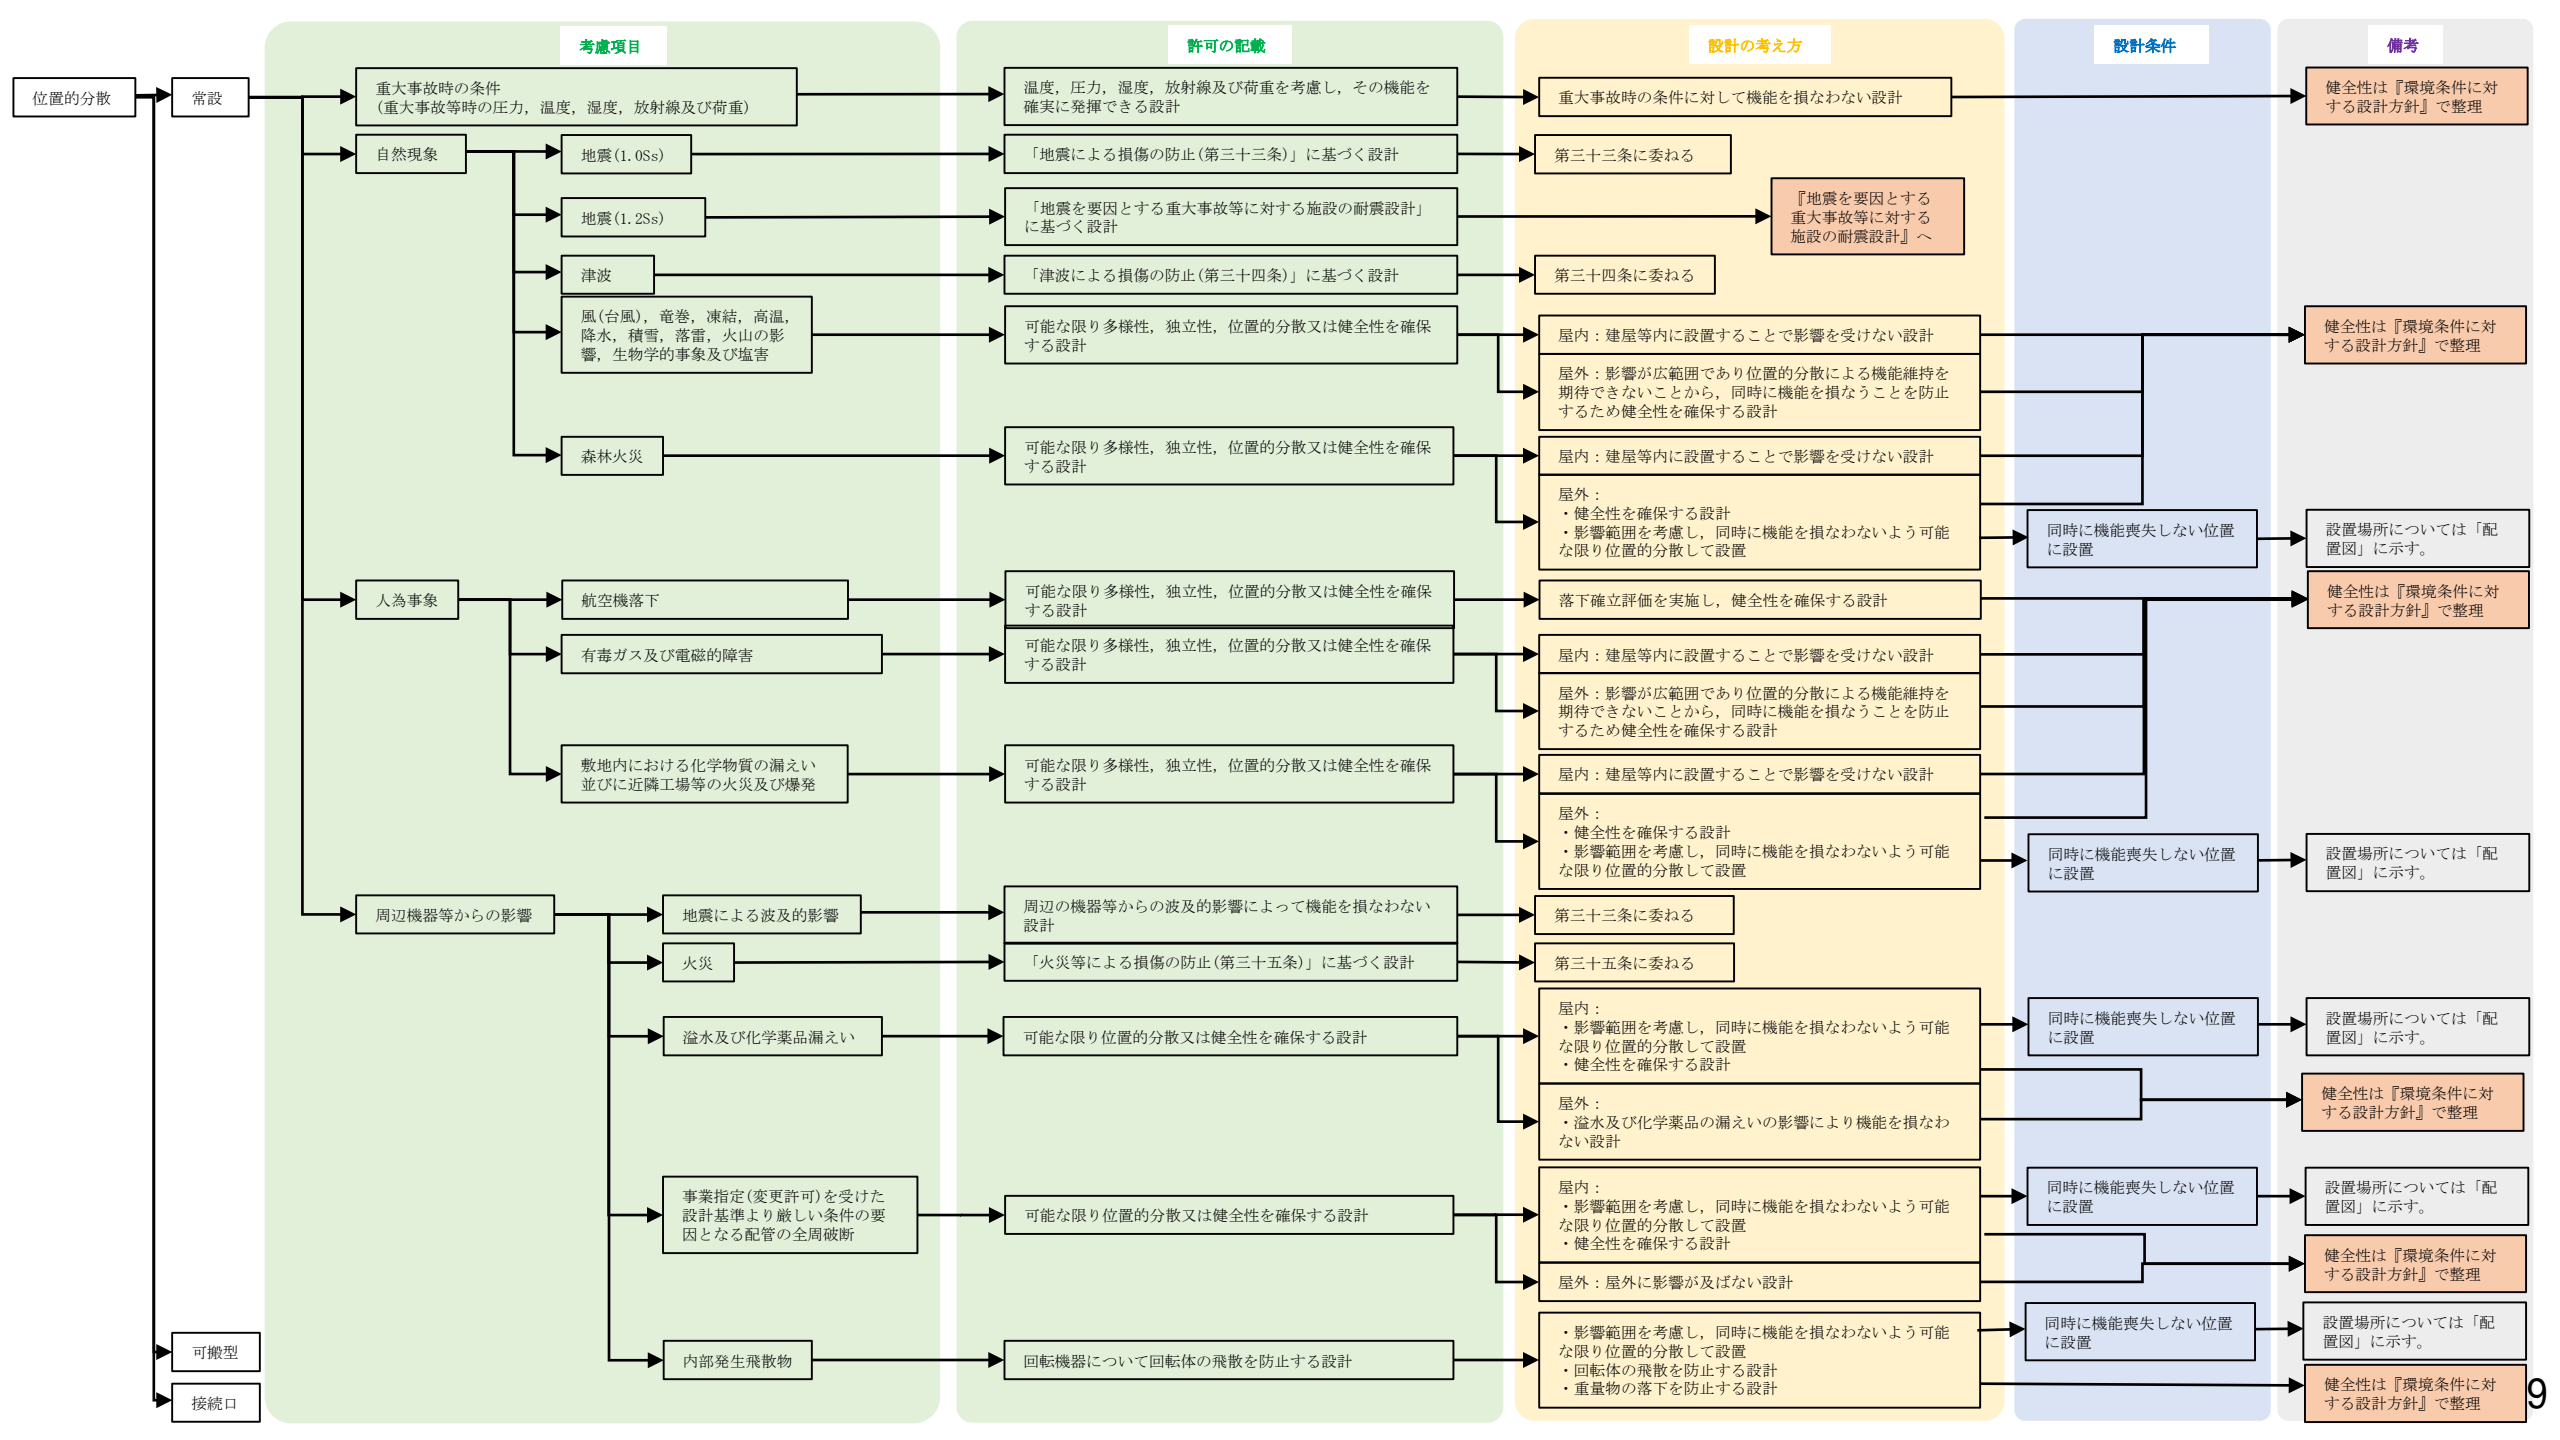 考慮項目
許可の記載
設計の考え方
設計条件
備考
位置的分散
常設
重大事故時の条件
(重大事故等時の圧力，温度，湿度，放射線及び荷重)
温度，圧力，湿度，放射線及び荷重を考慮し，その機能を
確実に発揮できる設計
重大事故時の条件に対して機能を損なわない設計
健全性は『環境条件に対
する設計方針』で整理
自然現象
地震(1.0Ss)
「地震による損傷の防止(第三十三条)」に基づく設計
第三十三条に委ねる
地震(1.2Ss)
「地震を要因とする重大事故等に対する施設の耐震設計」
に基づく設計
『地震を要因とする
重大事故等に対する
施設の耐震設計』へ
津波
「津波による損傷の防止(第三十四条)」に基づく設計
第三十四条に委ねる
風(台風)，竜巻，凍結，高温，
降水，積雪，落雷，火山の影
響，生物学的事象及び塩害
可能な限り多様性，独立性，位置的分散又は健全性を確保
する設計
屋内：建屋等内に設置することで影響を受けない設計
屋外：影響が広範囲であり位置的分散による機能維持を
期待できないことから，同時に機能を損なうことを防止
するため健全性を確保する設計
健全性は『環境条件に対
する設計方針』で整理
森林火災
可能な限り多様性，独立性，位置的分散又は健全性を確保
する設計
屋内：建屋等内に設置することで影響を受けない設計
屋外：
・健全性を確保する設計
・影響範囲を考慮し，同時に機能を損なわないよう可能
な限り位置的分散して設置
同時に機能喪失しない位置
に設置
設置場所については「配
置図」に示す。
人為事象
航空機落下
可能な限り多様性，独立性，位置的分散又は健全性を確保
する設計
落下確立評価を実施し，健全性を確保する設計
健全性は『環境条件に対
する設計方針』で整理
有毒ガス及び電磁的障害
可能な限り多様性，独立性，位置的分散又は健全性を確保
する設計
屋内：建屋等内に設置することで影響を受けない設計
屋外：影響が広範囲であり位置的分散による機能維持を
期待できないことから，同時に機能を損なうことを防止
するため健全性を確保する設計
敷地内における化学物質の漏えい
並びに近隣工場等の火災及び爆発
可能な限り多様性，独立性，位置的分散又は健全性を確保
する設計
屋内：建屋等内に設置することで影響を受けない設計
屋外：
・健全性を確保する設計
・影響範囲を考慮し，同時に機能を損なわないよう可能
な限り位置的分散して設置
同時に機能喪失しない位置
に設置
設置場所については「配
置図」に示す。
周辺機器等からの影響
地震による波及的影響
周辺の機器等からの波及的影響によって機能を損なわない
設計
第三十三条に委ねる
火災
「火災等による損傷の防止(第三十五条)」に基づく設計
第三十五条に委ねる
溢水及び化学薬品漏えい
可能な限り位置的分散又は健全性を確保する設計
屋内：
・影響範囲を考慮し，同時に機能を損なわないよう可能
な限り位置的分散して設置
・健全性を確保する設計
同時に機能喪失しない位置
に設置
設置場所については「配
置図」に示す。
屋外：
・溢水及び化学薬品の漏えいの影響により機能を損なわ
ない設計
健全性は『環境条件に対
する設計方針』で整理
事業指定(変更許可)を受けた
設計基準より厳しい条件の要
因となる配管の全周破断
可能な限り位置的分散又は健全性を確保する設計
屋内：
・影響範囲を考慮し，同時に機能を損なわないよう可能
な限り位置的分散して設置
・健全性を確保する設計
同時に機能喪失しない位置
に設置
設置場所については「配
置図」に示す。
屋外：屋外に影響が及ばない設計
健全性は『環境条件に対
する設計方針』で整理
内部発生飛散物
回転機器について回転体の飛散を防止する設計
・影響範囲を考慮し，同時に機能を損なわないよう可能
な限り位置的分散して設置
・回転体の飛散を防止する設計
・重量物の落下を防止する設計
同時に機能喪失しない位置
に設置
設置場所については「配
置図」に示す。
健全性は『環境条件に対
する設計方針』で整理
可搬型
接続口
9